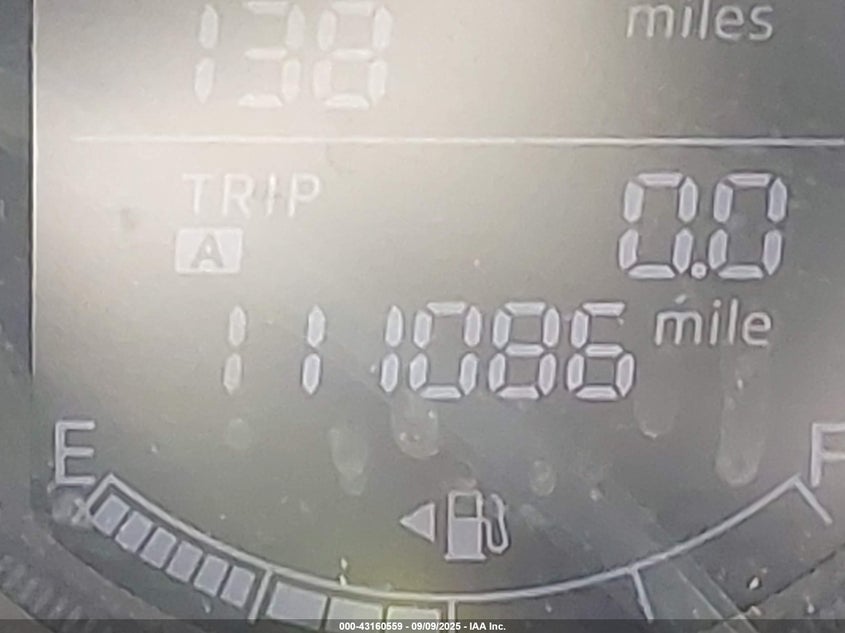 138 miles
TRIP
A 0.0
111086 mile
E F
000-43160559 - 09/09/2025 - IAA Inc.